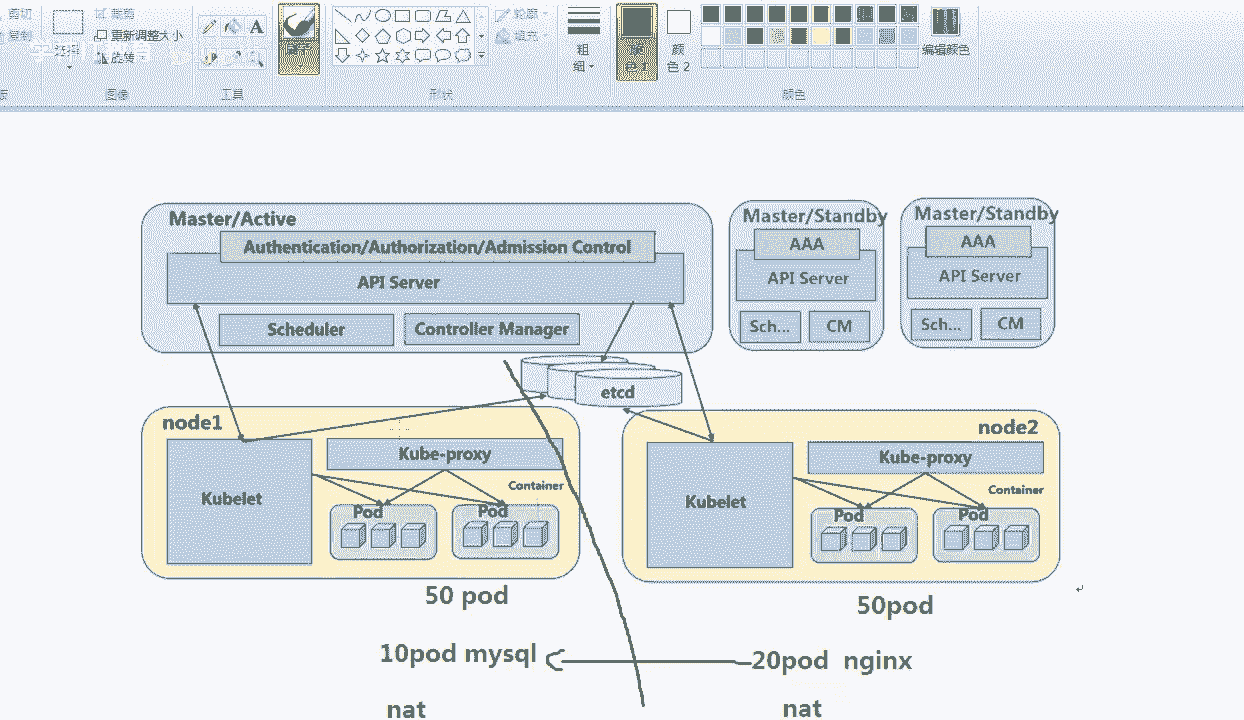 剪切
复制
裁剪
重新调整大小
旋转
选择
A
轮廓
填充
粗
细
颜
色 1
颜
色 2
编辑颜色
图像
工具
形状
颜色
Master/Active
Authentication/Authorization/Admission Control
API Server
Scheduler
Controller Manager
Master/Standby
AAA
API Server
Sch...
CM
Master/Standby
AAA
API Server
Sch...
CM
etcd
node1
Kubelet
Kube-proxy
Container
Pod
Pod
node2
Kubelet
Kube-proxy
Container
Pod
Pod
50 pod
50pod
10pod mysql
20pod nginx
nat
nat